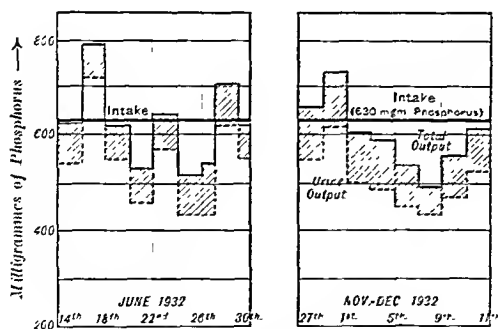 Milligrammes of Phosphorus
800
600
400
200
Intake
JUNE 1932
14th 18th 22nd 26th 30th
Intake
(630 mgm Phosphorus)
Total
Output
Urine
Output
NOV.-DEC 1932
27th 1st. 5th. 9th. 11th